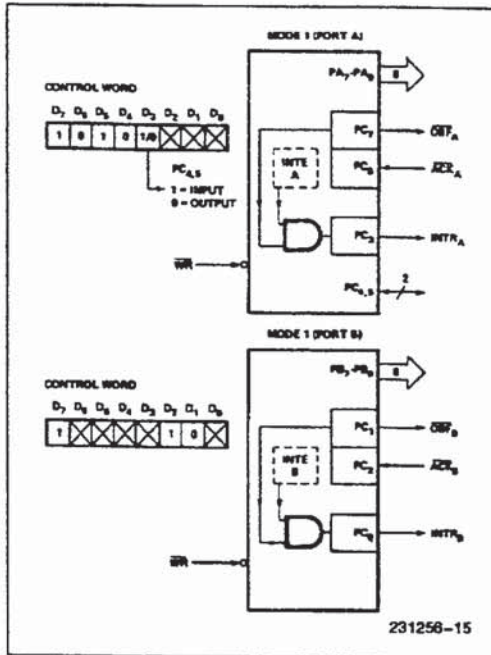 MODE 1 (PORT A)
CONTROL WORD
D7 D6 D5 D4 D3 D2 D1 D0
1 0 1 0 1/0
PC4,5
1 = INPUT
0 = OUTPUT
PA7-PA0 8
PC7 OBFA
INTE
A
PC6 ACKA
PC3 INTRA
WR
PC4,5 2
MODE 1 (PORT B)
CONTROL WORD
D7 D6 D5 D4 D3 D2 D1 D0
1 1 0
PB7-PB0 8
PC1 OBFB
INTE
B
PC2 ACKB
PC0 INTRB
WR
231256-15